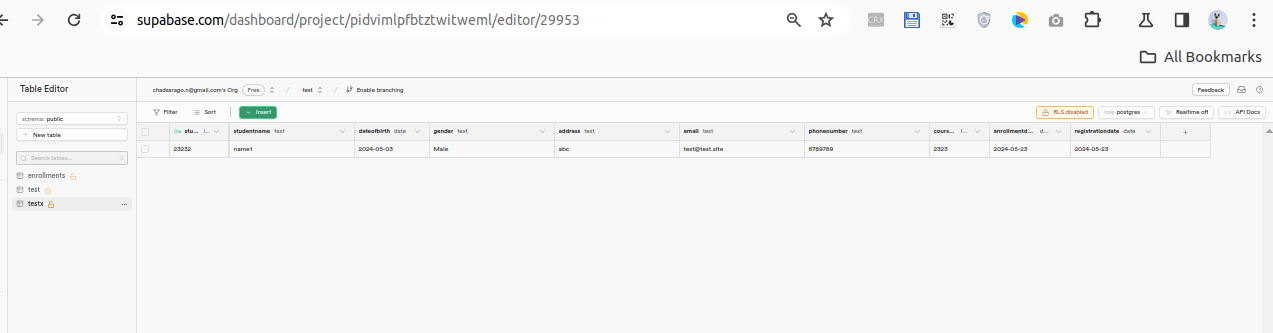 supabase.com/dashboard/project/pidvimlpfbtztwitweml/editor/29953
CRX
All Bookmarks
Table Editor
chadsarago.n@gmail.com's Org Free / test / Enable branching
Feedback
schema: public
Filter Sort Insert
RLS disabled role postgres Realtime off API Docs
New table
stu... i... studentname text dateofbirth date gender text address text email text phonenumber text cours... i... enrollmentd... d... registrationdate date +
23232 name1 2024-05-03 Male abc test@test.site 8789789 2323 2024-05-23 2024-05-23
Search tables...
enrollments
test
testx ...